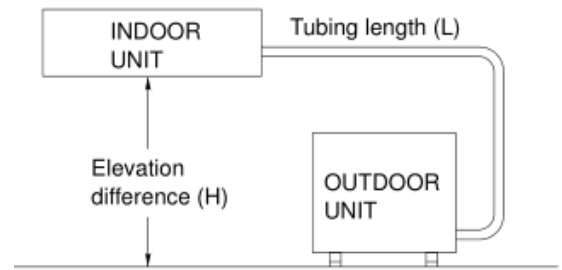 INDOOR
UNIT
Tubing length (L)
Elevation
difference (H)
OUTDOOR
UNIT